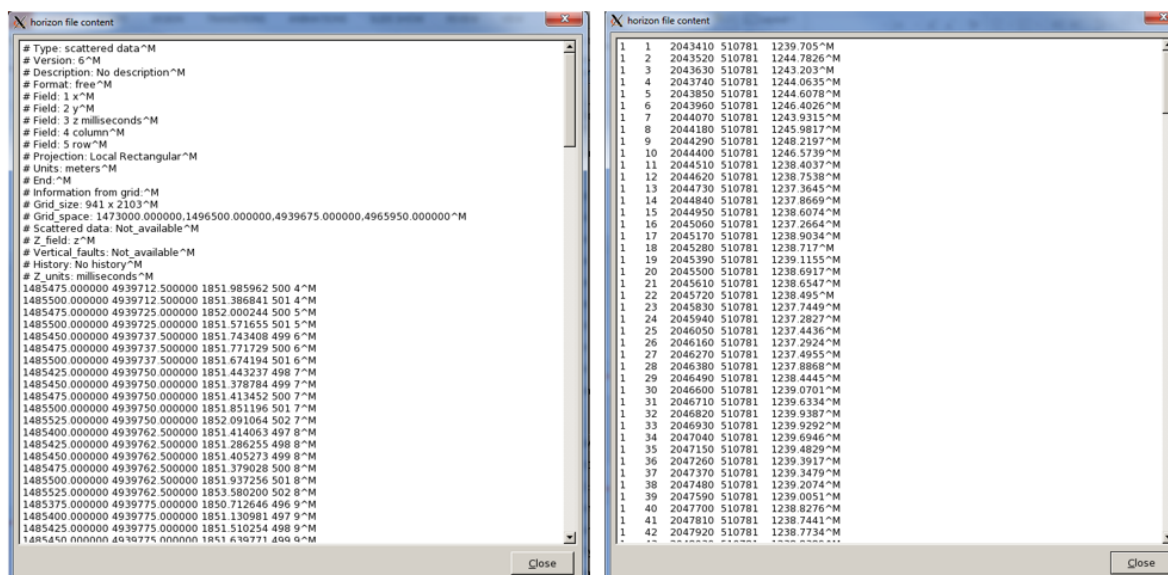 horizon file content
# Type: scattered data^M
# Version: 6^M
# Description: No description^M
# Format: free^M
# Field: 1 x^M
# Field: 2 y^M
# Field: 3 z milliseconds^M
# Field: 4 column^M
# Field: 5 row^M
# Projection: Local Rectangular^M
# Units: meters^M
# End:^M
# Information from grid:^M
# Grid_size: 941 x 2103^M
# Grid_space: 1473000.000000,1496500.000000,4939675.000000,4965950.000000^M
# Scattered data: Not_available^M
# Z_field: z^M
# Vertical_faults: Not_available^M
# History: No history^M
# Z_units: milliseconds^M
1485475.000000 4939712.500000 1851.985962 500 4^M
1485500.000000 4939712.500000 1851.386841 501 4^M
1485475.000000 4939725.000000 1852.000244 500 5^M
1485500.000000 4939725.000000 1851.571655 501 5^M
1485450.000000 4939737.500000 1851.743408 499 6^M
1485475.000000 4939737.500000 1851.771729 500 6^M
1485500.000000 4939737.500000 1851.674194 501 6^M
1485425.000000 4939750.000000 1851.443237 498 7^M
1485450.000000 4939750.000000 1851.378784 499 7^M
1485475.000000 4939750.000000 1851.413452 500 7^M
1485500.000000 4939750.000000 1851.851196 501 7^M
1485525.000000 4939750.000000 1852.091064 502 7^M
1485400.000000 4939762.500000 1851.414063 497 8^M
1485425.000000 4939762.500000 1851.286255 498 8^M
1485450.000000 4939762.500000 1851.405273 499 8^M
1485475.000000 4939762.500000 1851.379028 500 8^M
1485500.000000 4939762.500000 1851.937256 501 8^M
1485525.000000 4939762.500000 1853.580200 502 8^M
1485375.000000 4939775.000000 1850.712646 496 9^M
1485400.000000 4939775.000000 1851.130981 497 9^M
1485425.000000 4939775.000000 1851.510254 498 9^M
1485450.000000 4939775.000000 1851.639771 499 9^M
Close
horizon file content
1 1 2043410 510781 1239.705^M
1 2 2043520 510781 1244.7826^M
1 3 2043630 510781 1243.203^M
1 4 2043740 510781 1244.0635^M
1 5 2043850 510781 1244.6078^M
1 6 2043960 510781 1246.4026^M
1 7 2044070 510781 1243.9315^M
1 8 2044180 510781 1245.9817^M
1 9 2044290 510781 1248.2197^M
1 10 2044400 510781 1246.5739^M
1 11 2044510 510781 1238.4037^M
1 12 2044620 510781 1238.7538^M
1 13 2044730 510781 1237.3645^M
1 14 2044840 510781 1237.8669^M
1 15 2044950 510781 1238.6074^M
1 16 2045060 510781 1237.2664^M
1 17 2045170 510781 1238.9034^M
1 18 2045280 510781 1238.717^M
1 19 2045390 510781 1239.1155^M
1 20 2045500 510781 1238.6917^M
1 21 2045610 510781 1238.6547^M
1 22 2045720 510781 1238.495^M
1 23 2045830 510781 1237.7449^M
1 24 2045940 510781 1237.2827^M
1 25 2046050 510781 1237.4436^M
1 26 2046160 510781 1237.2924^M
1 27 2046270 510781 1237.4955^M
1 28 2046380 510781 1237.8868^M
1 29 2046490 510781 1238.4445^M
1 30 2046600 510781 1239.0701^M
1 31 2046710 510781 1239.6334^M
1 32 2046820 510781 1239.9387^M
1 33 2046930 510781 1239.9292^M
1 34 2047040 510781 1239.6946^M
1 35 2047150 510781 1239.4829^M
1 36 2047260 510781 1239.3917^M
1 37 2047370 510781 1239.3479^M
1 38 2047480 510781 1239.2074^M
1 39 2047590 510781 1239.0051^M
1 40 2047700 510781 1238.8276^M
1 41 2047810 510781 1238.7441^M
1 42 2047920 510781 1238.7734^M
Close